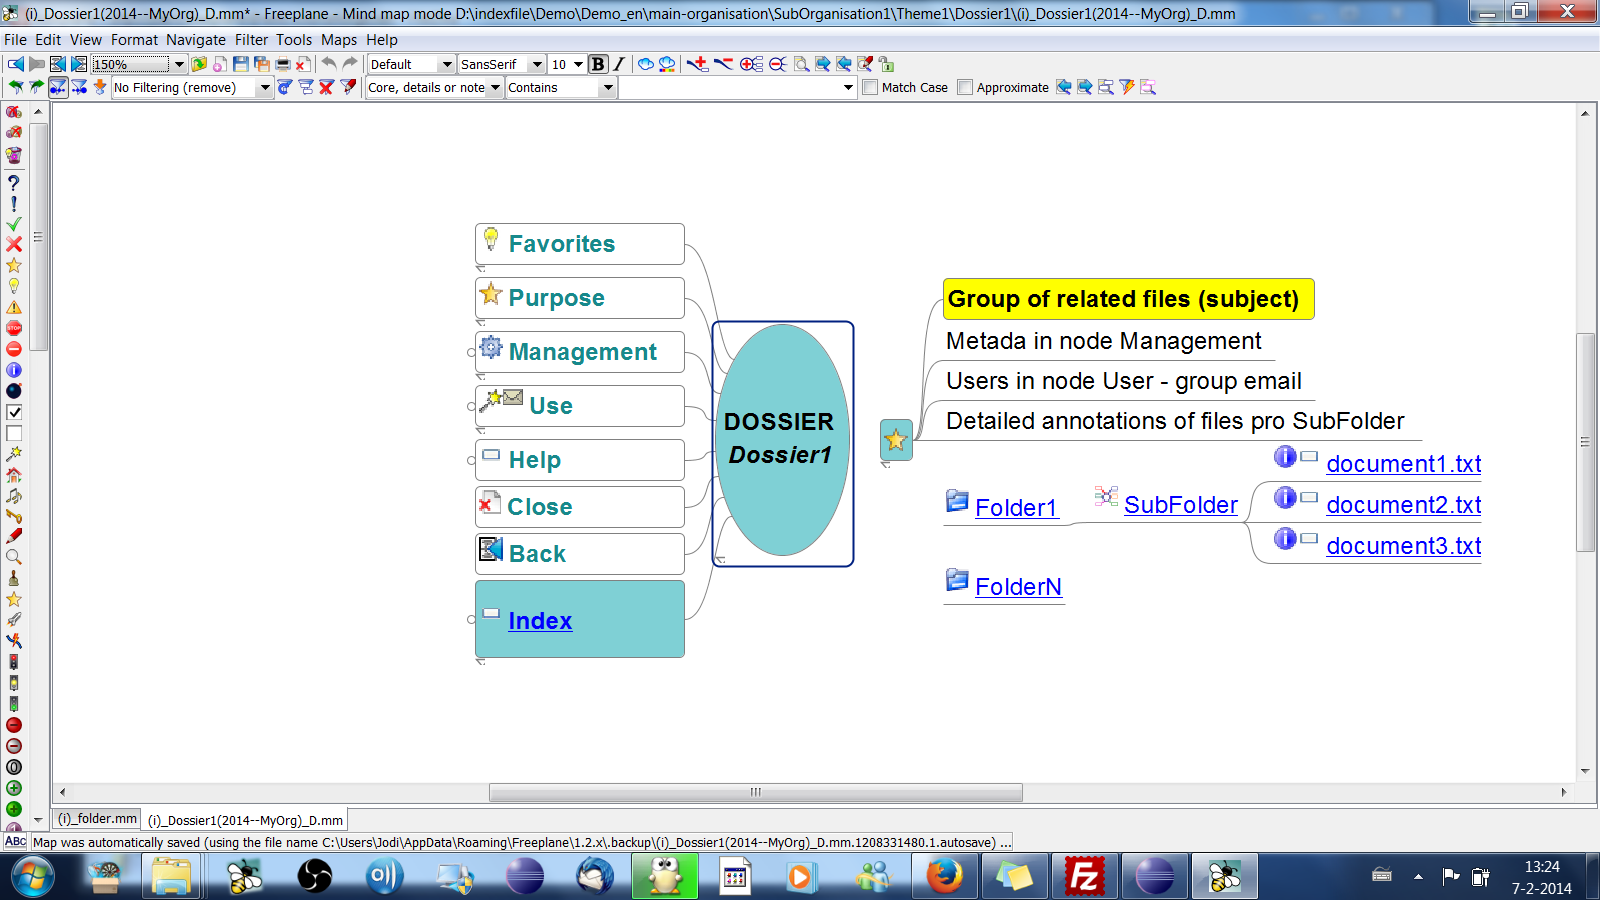 (i)_Dossier1(2014--MyOrg)_D.mm* - Freeplane - Mind map mode D:\indexfile\Demo\Demo_en\main-organisation\SubOrganisation1\Theme1\Dossier1\(i)_Dossier1(2014--MyOrg)_D.mm
File Edit View Format Navigate Filter Tools Maps Help
150% Default SansSerif 10 B I
No Filtering (remove) Core, details or note Contains Match Case Approximate
Favorites
Purpose
Management
Use
Help
Close
Back
Index
DOSSIER
Dossier1
Group of related files (subject)
Metada in node Management
Users in node User - group email
Detailed annotations of files pro SubFolder
Folder1
SubFolder
document1.txt
document2.txt
document3.txt
FolderN
(i)_folder.mm (i)_Dossier1(2014--MyOrg)_D.mm
ABC Map was automatically saved (using the file name C:\Users\Jodi\AppData\Roaming\Freeplane\1.2.x\.backup\(i)_Dossier1(2014--MyOrg)_D.mm.1208331480.1.autosave) ...
Fz
13:24
7-2-2014